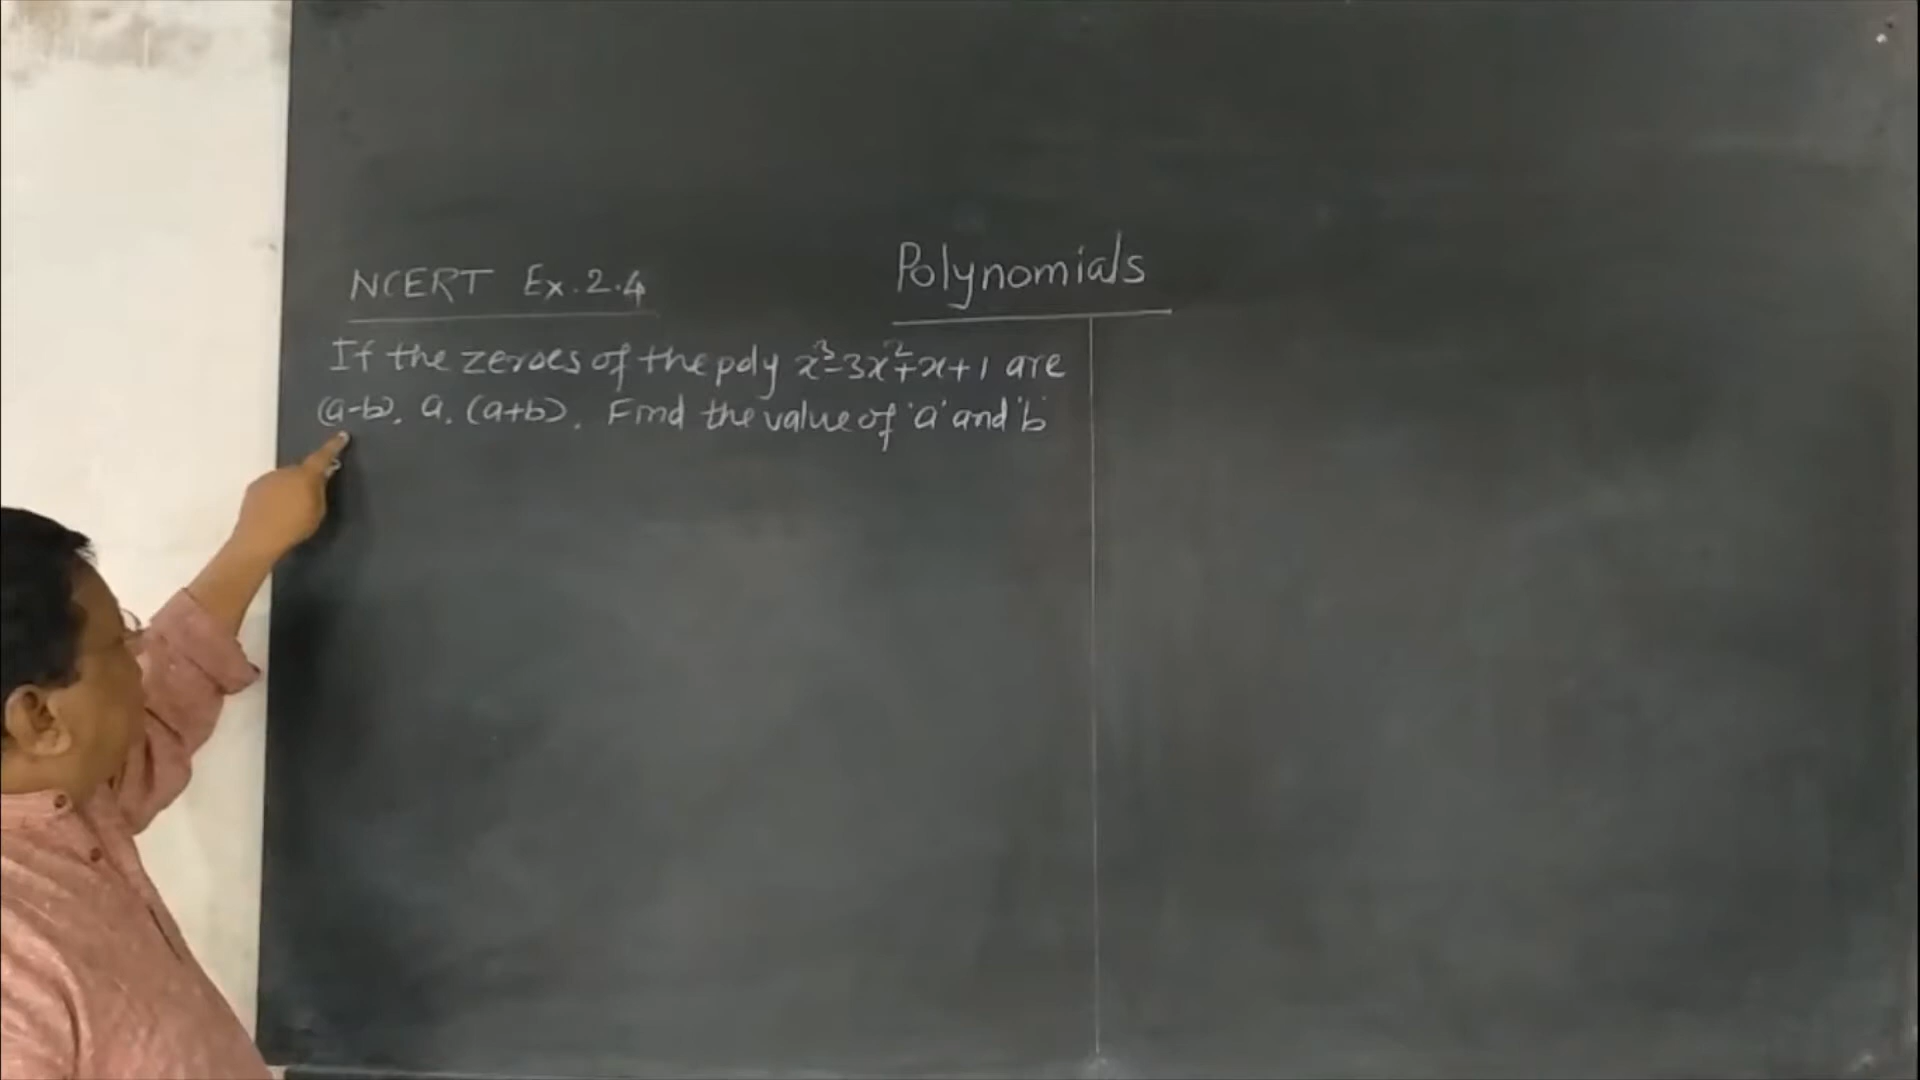 Polynomials
NCERT Ex. 2.4
If the zeroes of the poly x³-3x²+x+1 are
(a-b), a, (a+b). Find the value of 'a' and 'b'